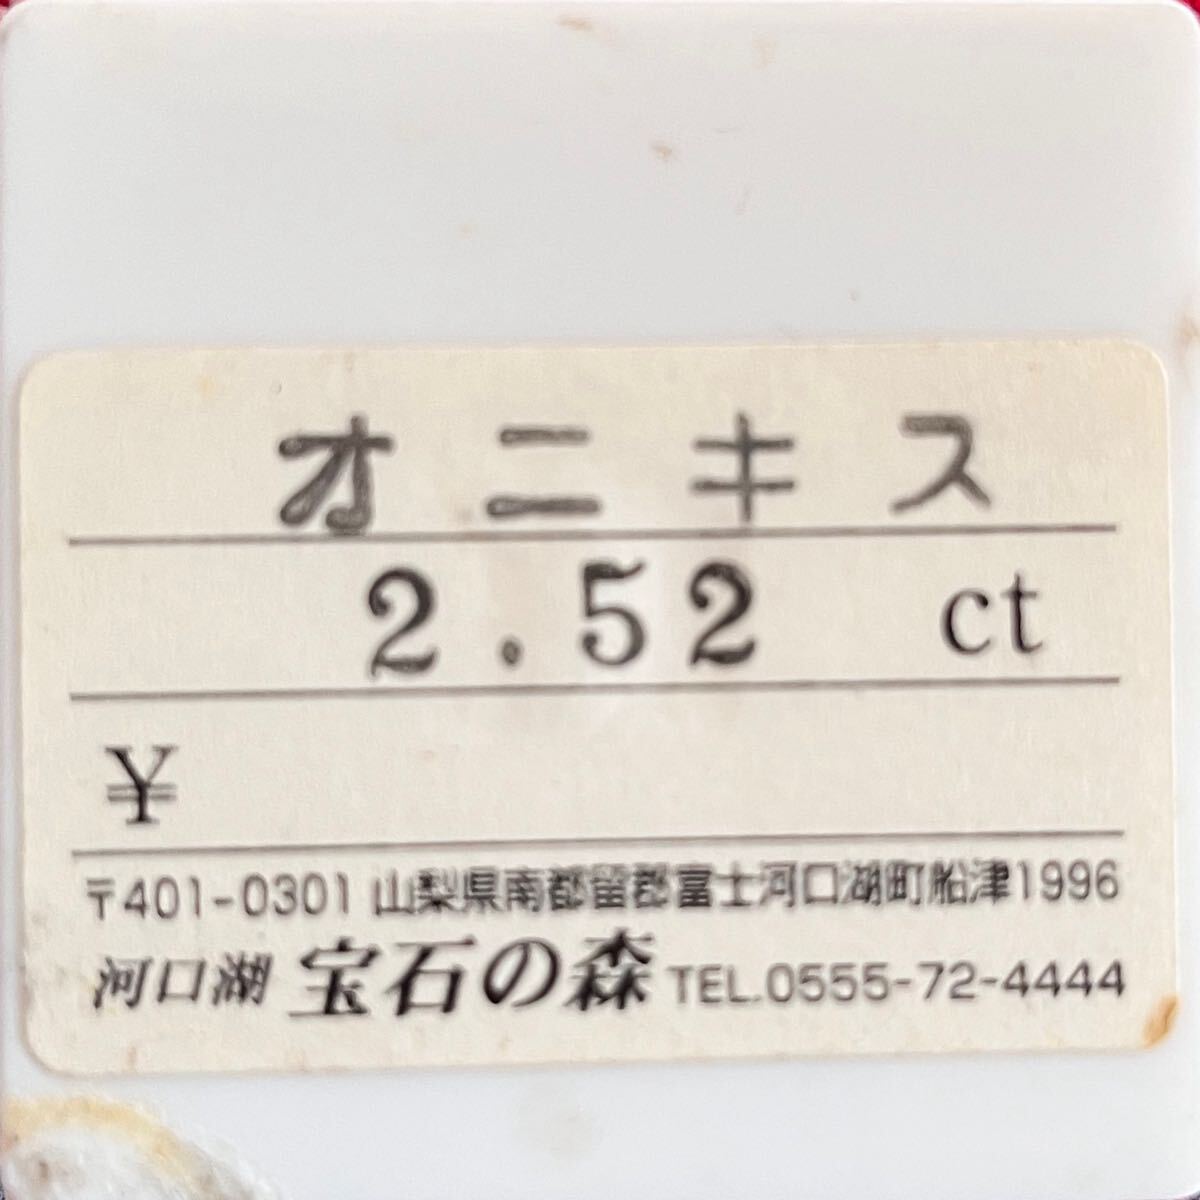 オニキス
2.52 ct
¥
〒401-0301 山梨県南都留郡富士河口湖町船津1996
河口湖 宝石の森 TEL.0555-72-4444